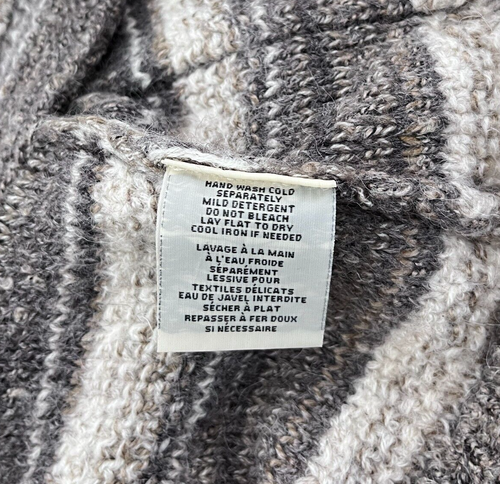 HAND WASH COLD
SEPARATELY
MILD DETERGENT
DO NOT BLEACH
LAY FLAT TO DRY
COOL IRON IF NEEDED
LAVAGE À LA MAIN
À L'EAU FROIDE
SÉPARÉMENT
LESSIVE POUR
TEXTILES DÉLICATS
EAU DE JAVEL INTERDITE
SÉCHER À PLAT
REPASSER À FER DOUX
SI NÉCESSAIRE